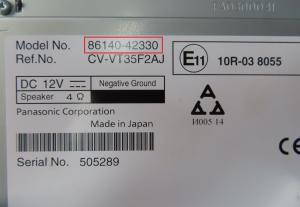 Model No. 86140-42330
Ref.No. CV-VT35F2AJ
E11 10R-03 8055
DC 12V Negative Ground
Speaker 4 Ω
Panasonic Corporation
Made in Japan
И005 14
Serial No. 505289